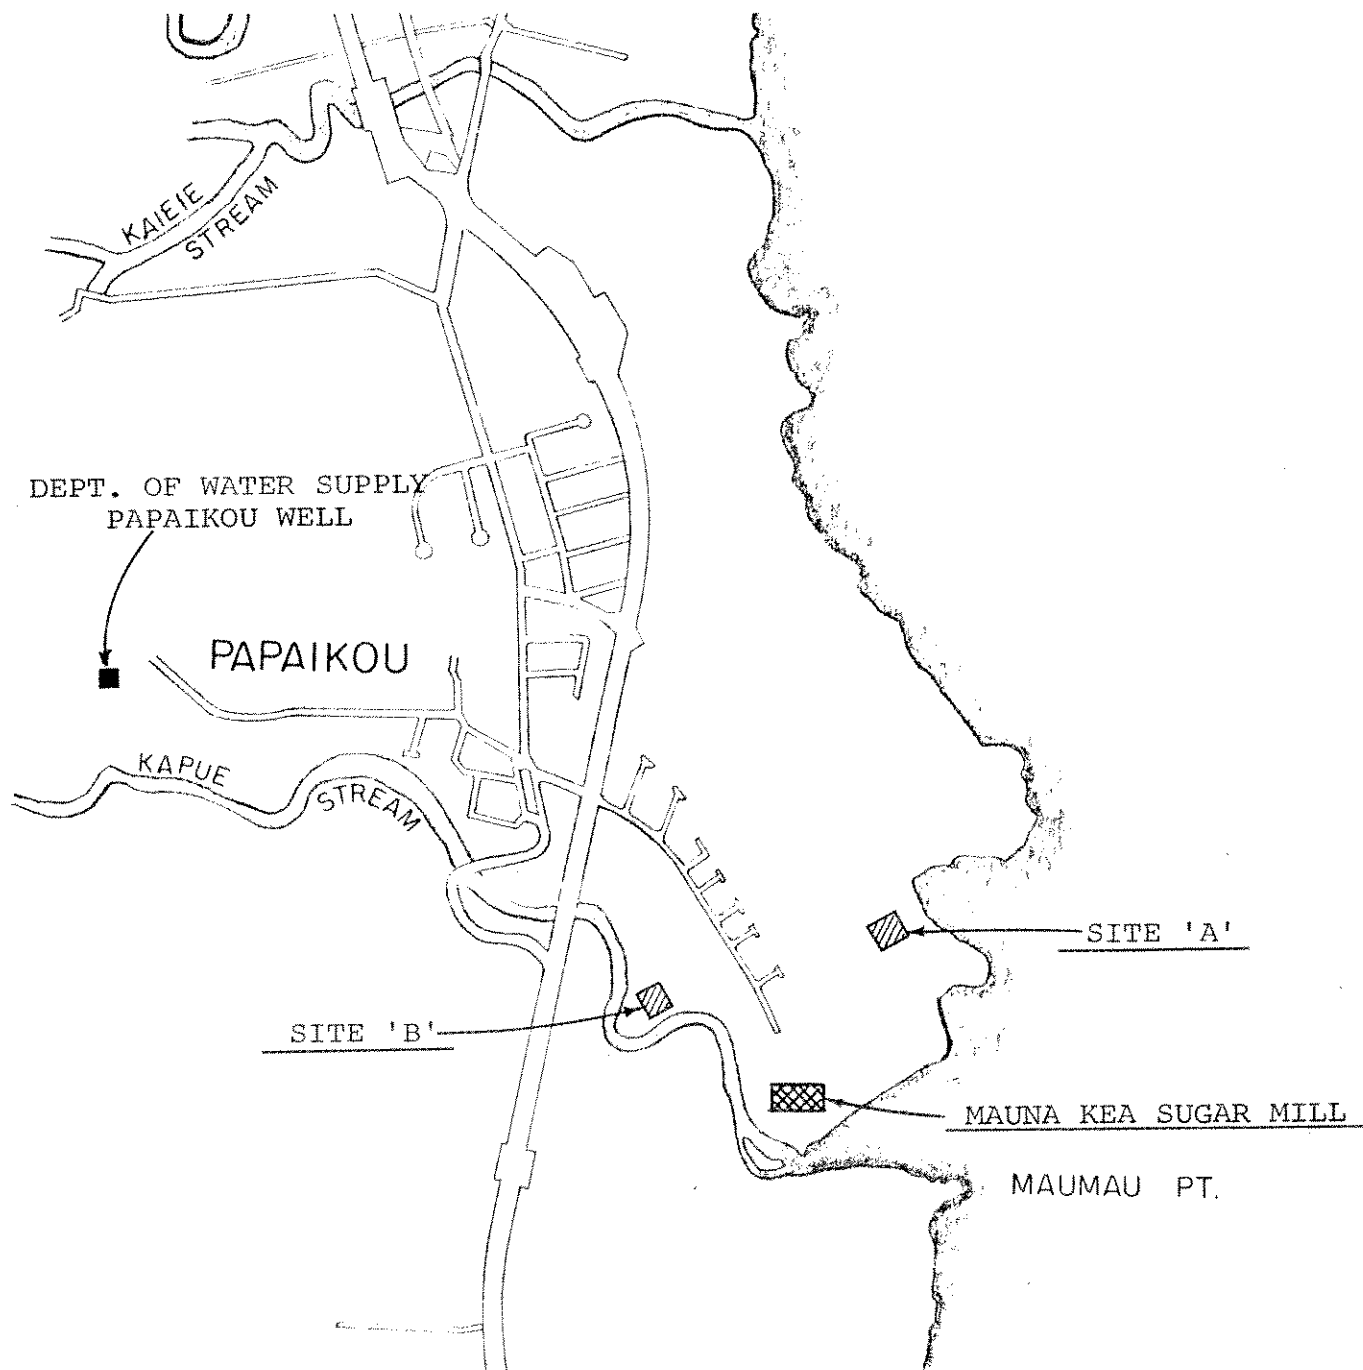 KAIEIE
STREAM
DEPT. OF WATER SUPPLY
PAPAIKOU WELL
PAPAIKOU
KAPUE
STREAM
SITE 'A'
SITE 'B'
MAUNA KEA SUGAR MILL
MAUMAU PT.